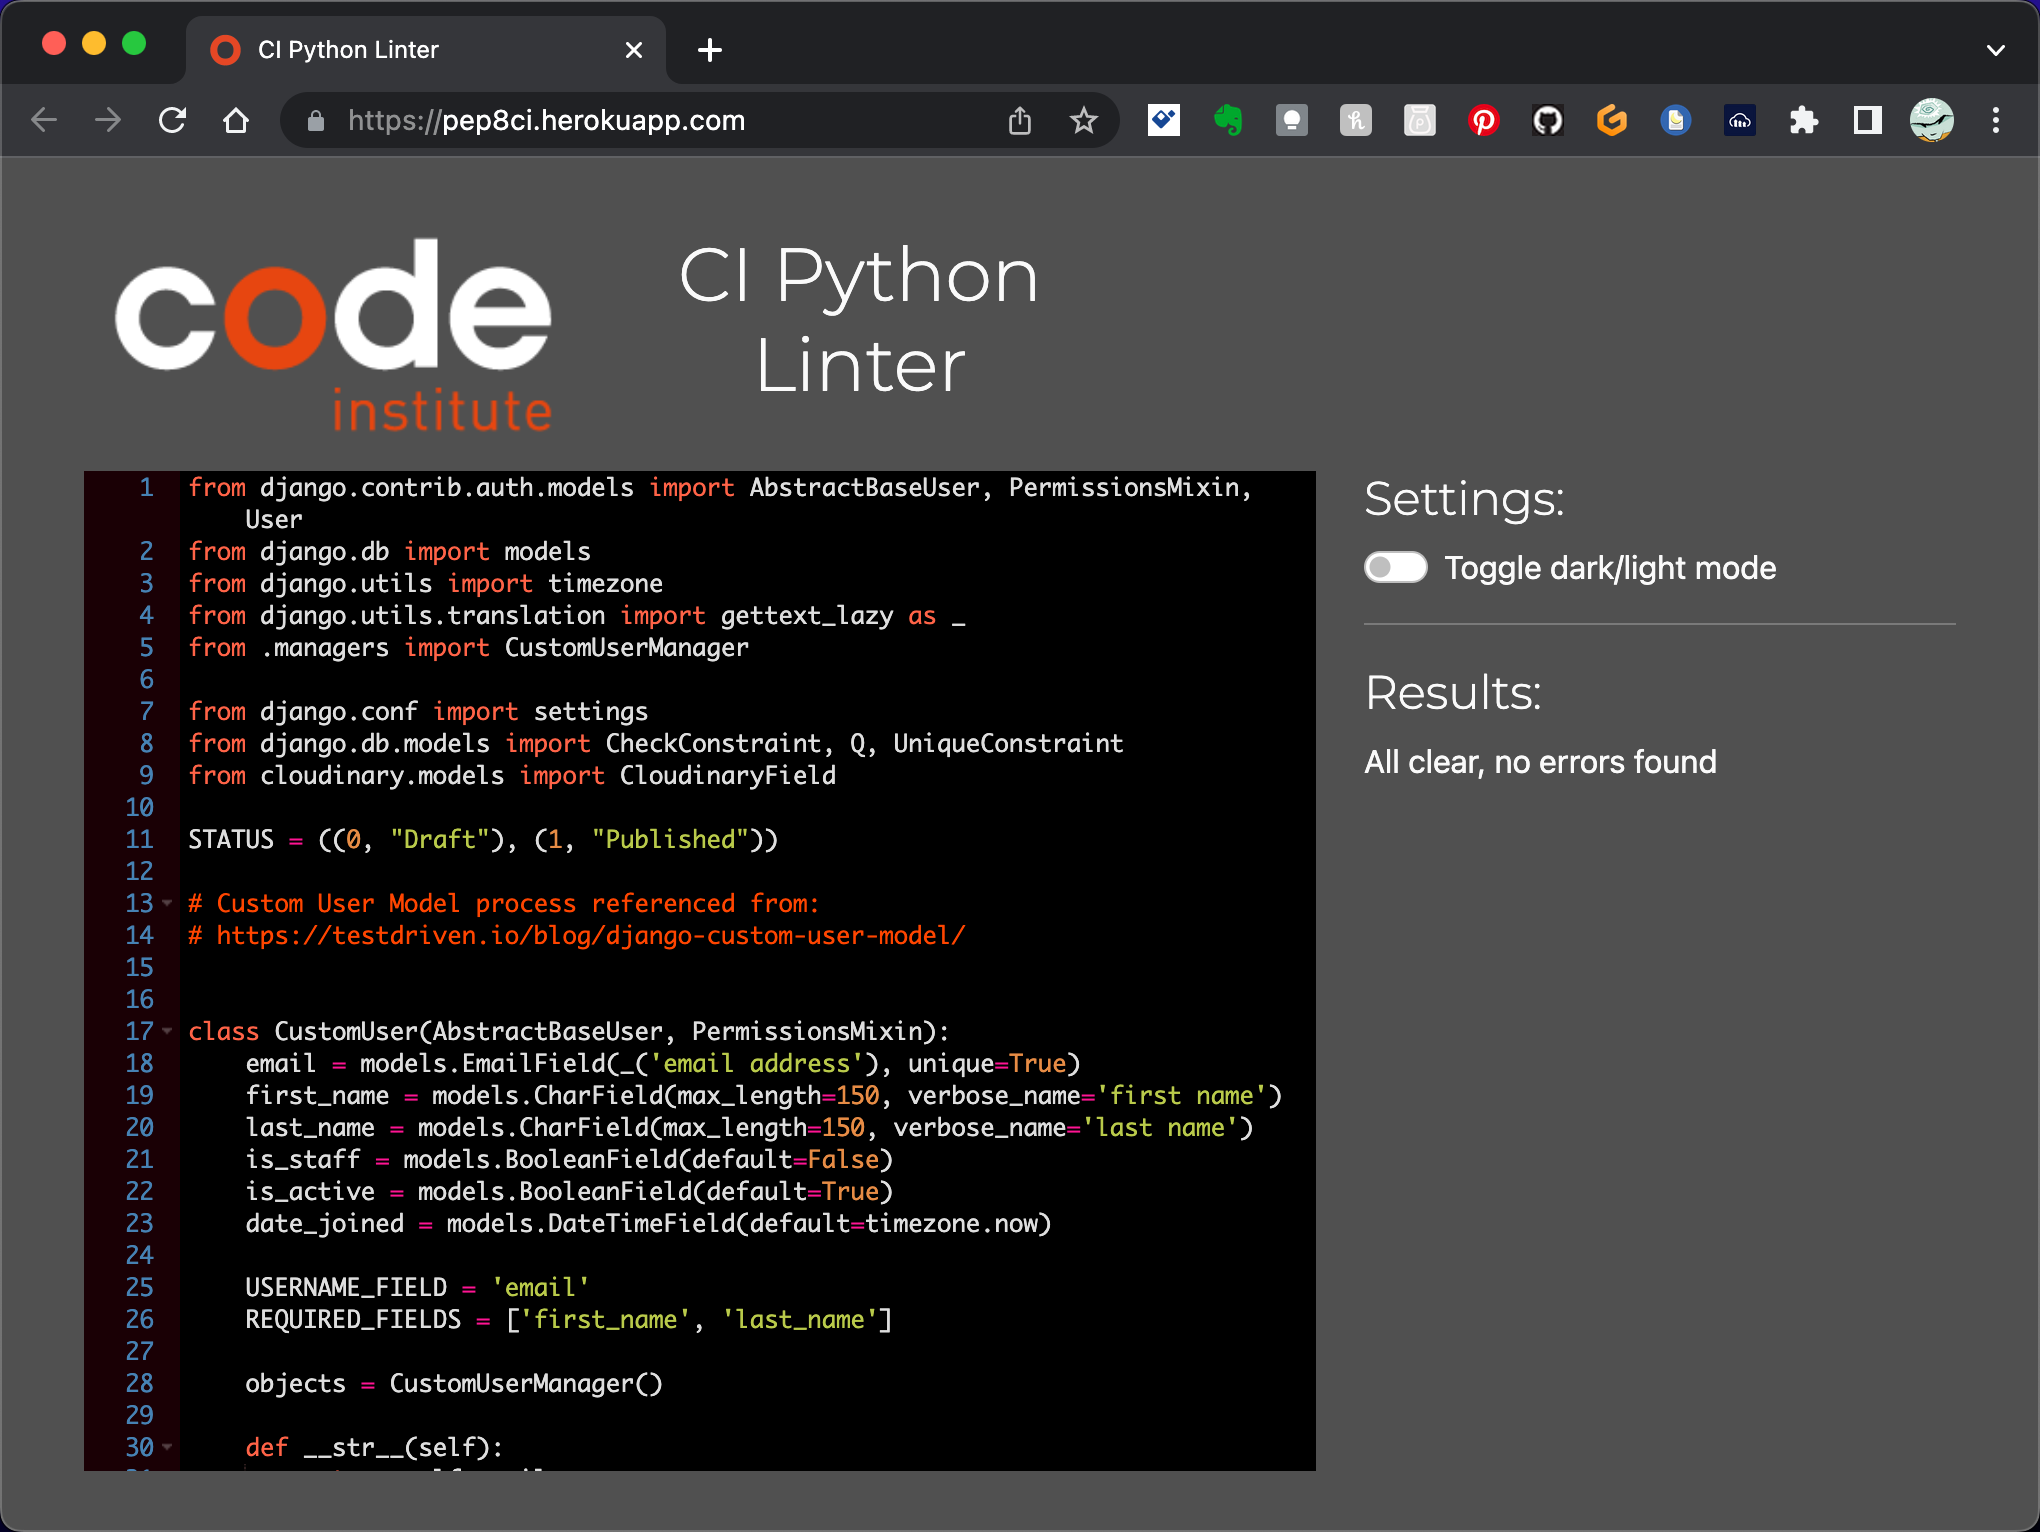 CI Python Linter
https://pep8ci.herokuapp.com
code
institute
CI Python
Linter
1 from django.contrib.auth.models import AbstractBaseUser, PermissionsMixin,
User
2 from django.db import models
3 from django.utils import timezone
4 from django.utils.translation import gettext_lazy as _
5 from .managers import CustomUserManager
6
7 from django.conf import settings
8 from django.db.models import CheckConstraint, Q, UniqueConstraint
9 from cloudinary.models import CloudinaryField
10
11 STATUS = ((0, "Draft"), (1, "Published"))
12
13 # Custom User Model process referenced from:
14 # https://testdriven.io/blog/django-custom-user-model/
15
16
17 class CustomUser(AbstractBaseUser, PermissionsMixin):
18 email = models.EmailField(_('email address'), unique=True)
19 first_name = models.CharField(max_length=150, verbose_name='first name')
20 last_name = models.CharField(max_length=150, verbose_name='last name')
21 is_staff = models.BooleanField(default=False)
22 is_active = models.BooleanField(default=True)
23 date_joined = models.DateTimeField(default=timezone.now)
24
25 USERNAME_FIELD = 'email'
26 REQUIRED_FIELDS = ['first_name', 'last_name']
27
28 objects = CustomUserManager()
29
30 def __str__(self):
Settings:
Toggle dark/light mode
Results:
All clear, no errors found